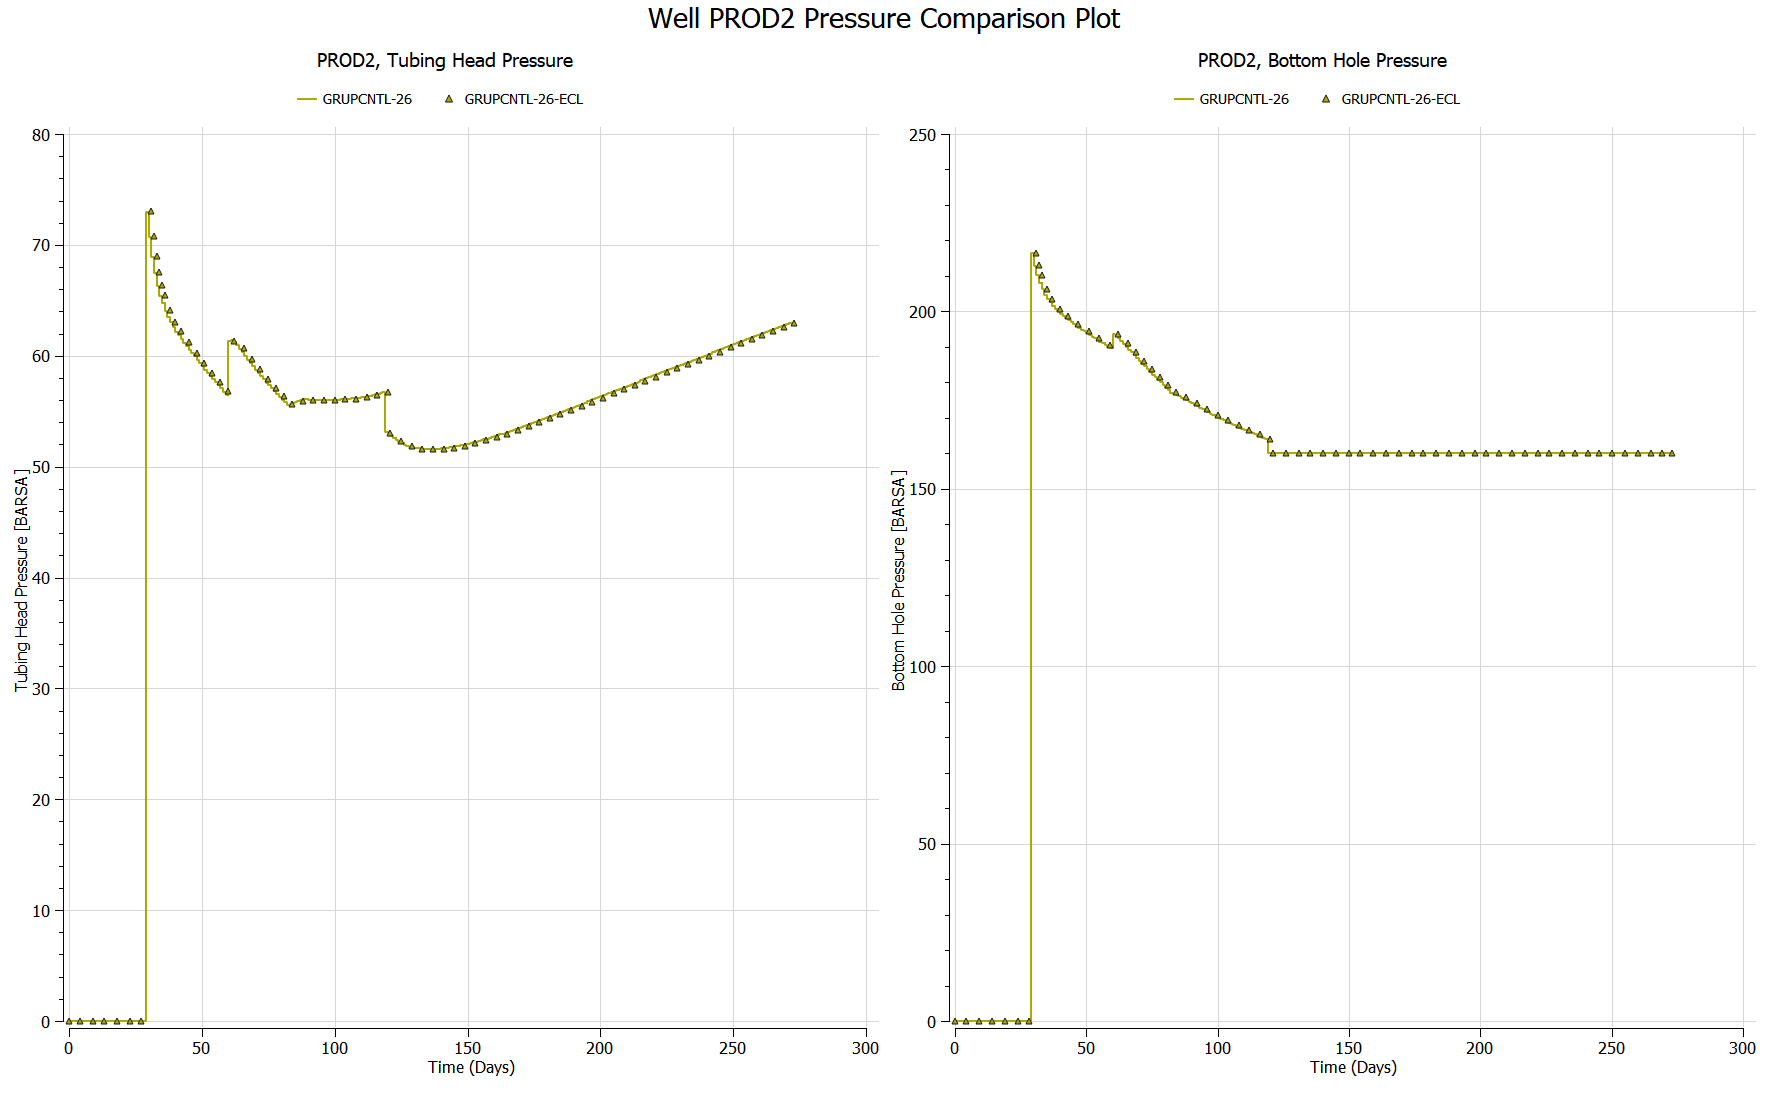 Well PROD2 Pressure Comparison Plot
PROD2, Tubing Head Pressure
GRUPCNTL-26
GRUPCNTL-26-ECL
80
70
60
50
40
30
20
10
0
Tubing Head Pressure [BARSA]
0
50
100
150
200
250
300
Time (Days)
PROD2, Bottom Hole Pressure
GRUPCNTL-26
GRUPCNTL-26-ECL
250
200
150
100
50
0
Bottom Hole Pressure [BARSA]
0
50
100
150
200
250
300
Time (Days)